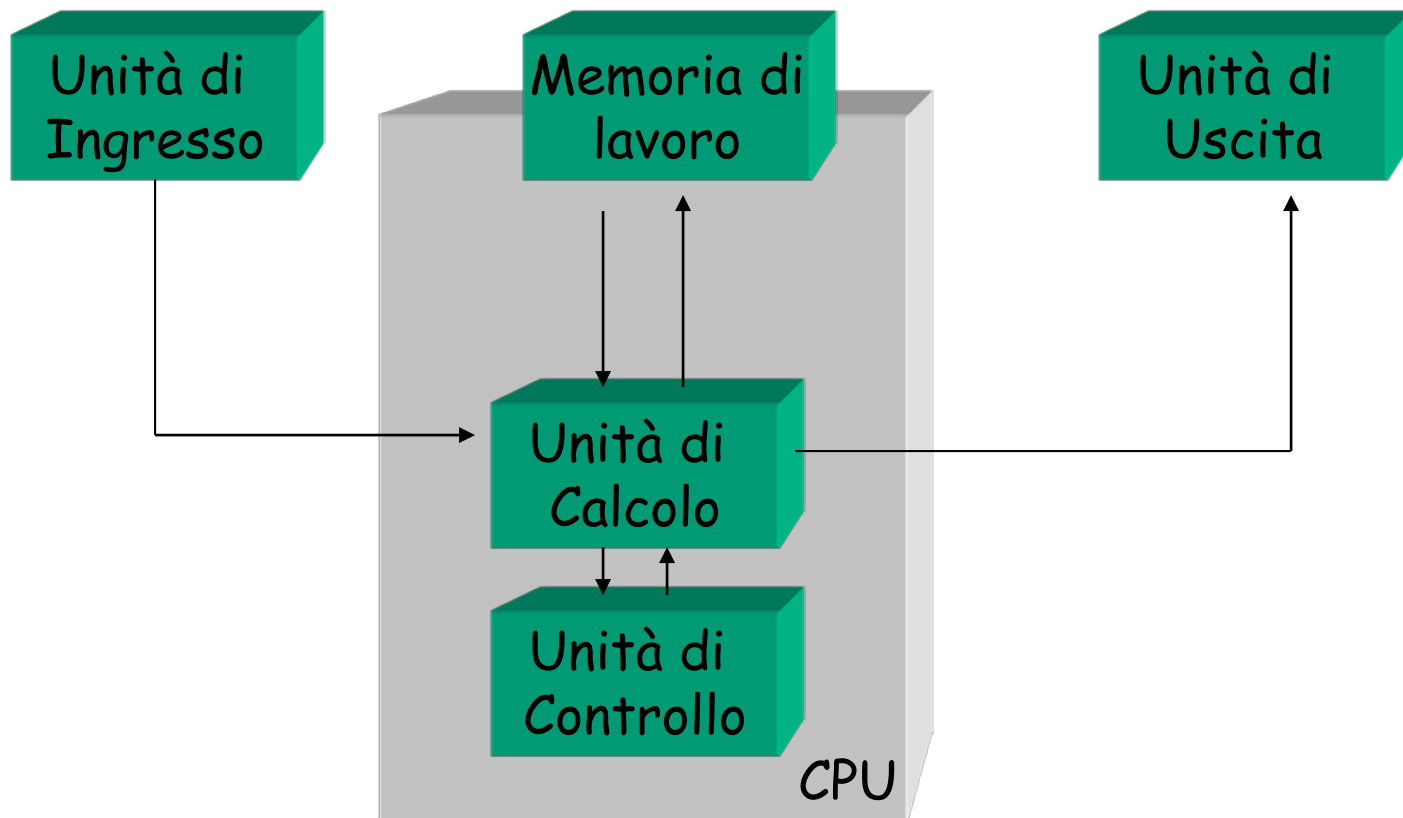 Unità di
Ingresso
Memoria di
lavoro
Unità di
Uscita
Unità di
Calcolo
Unità di
Controllo
CPU